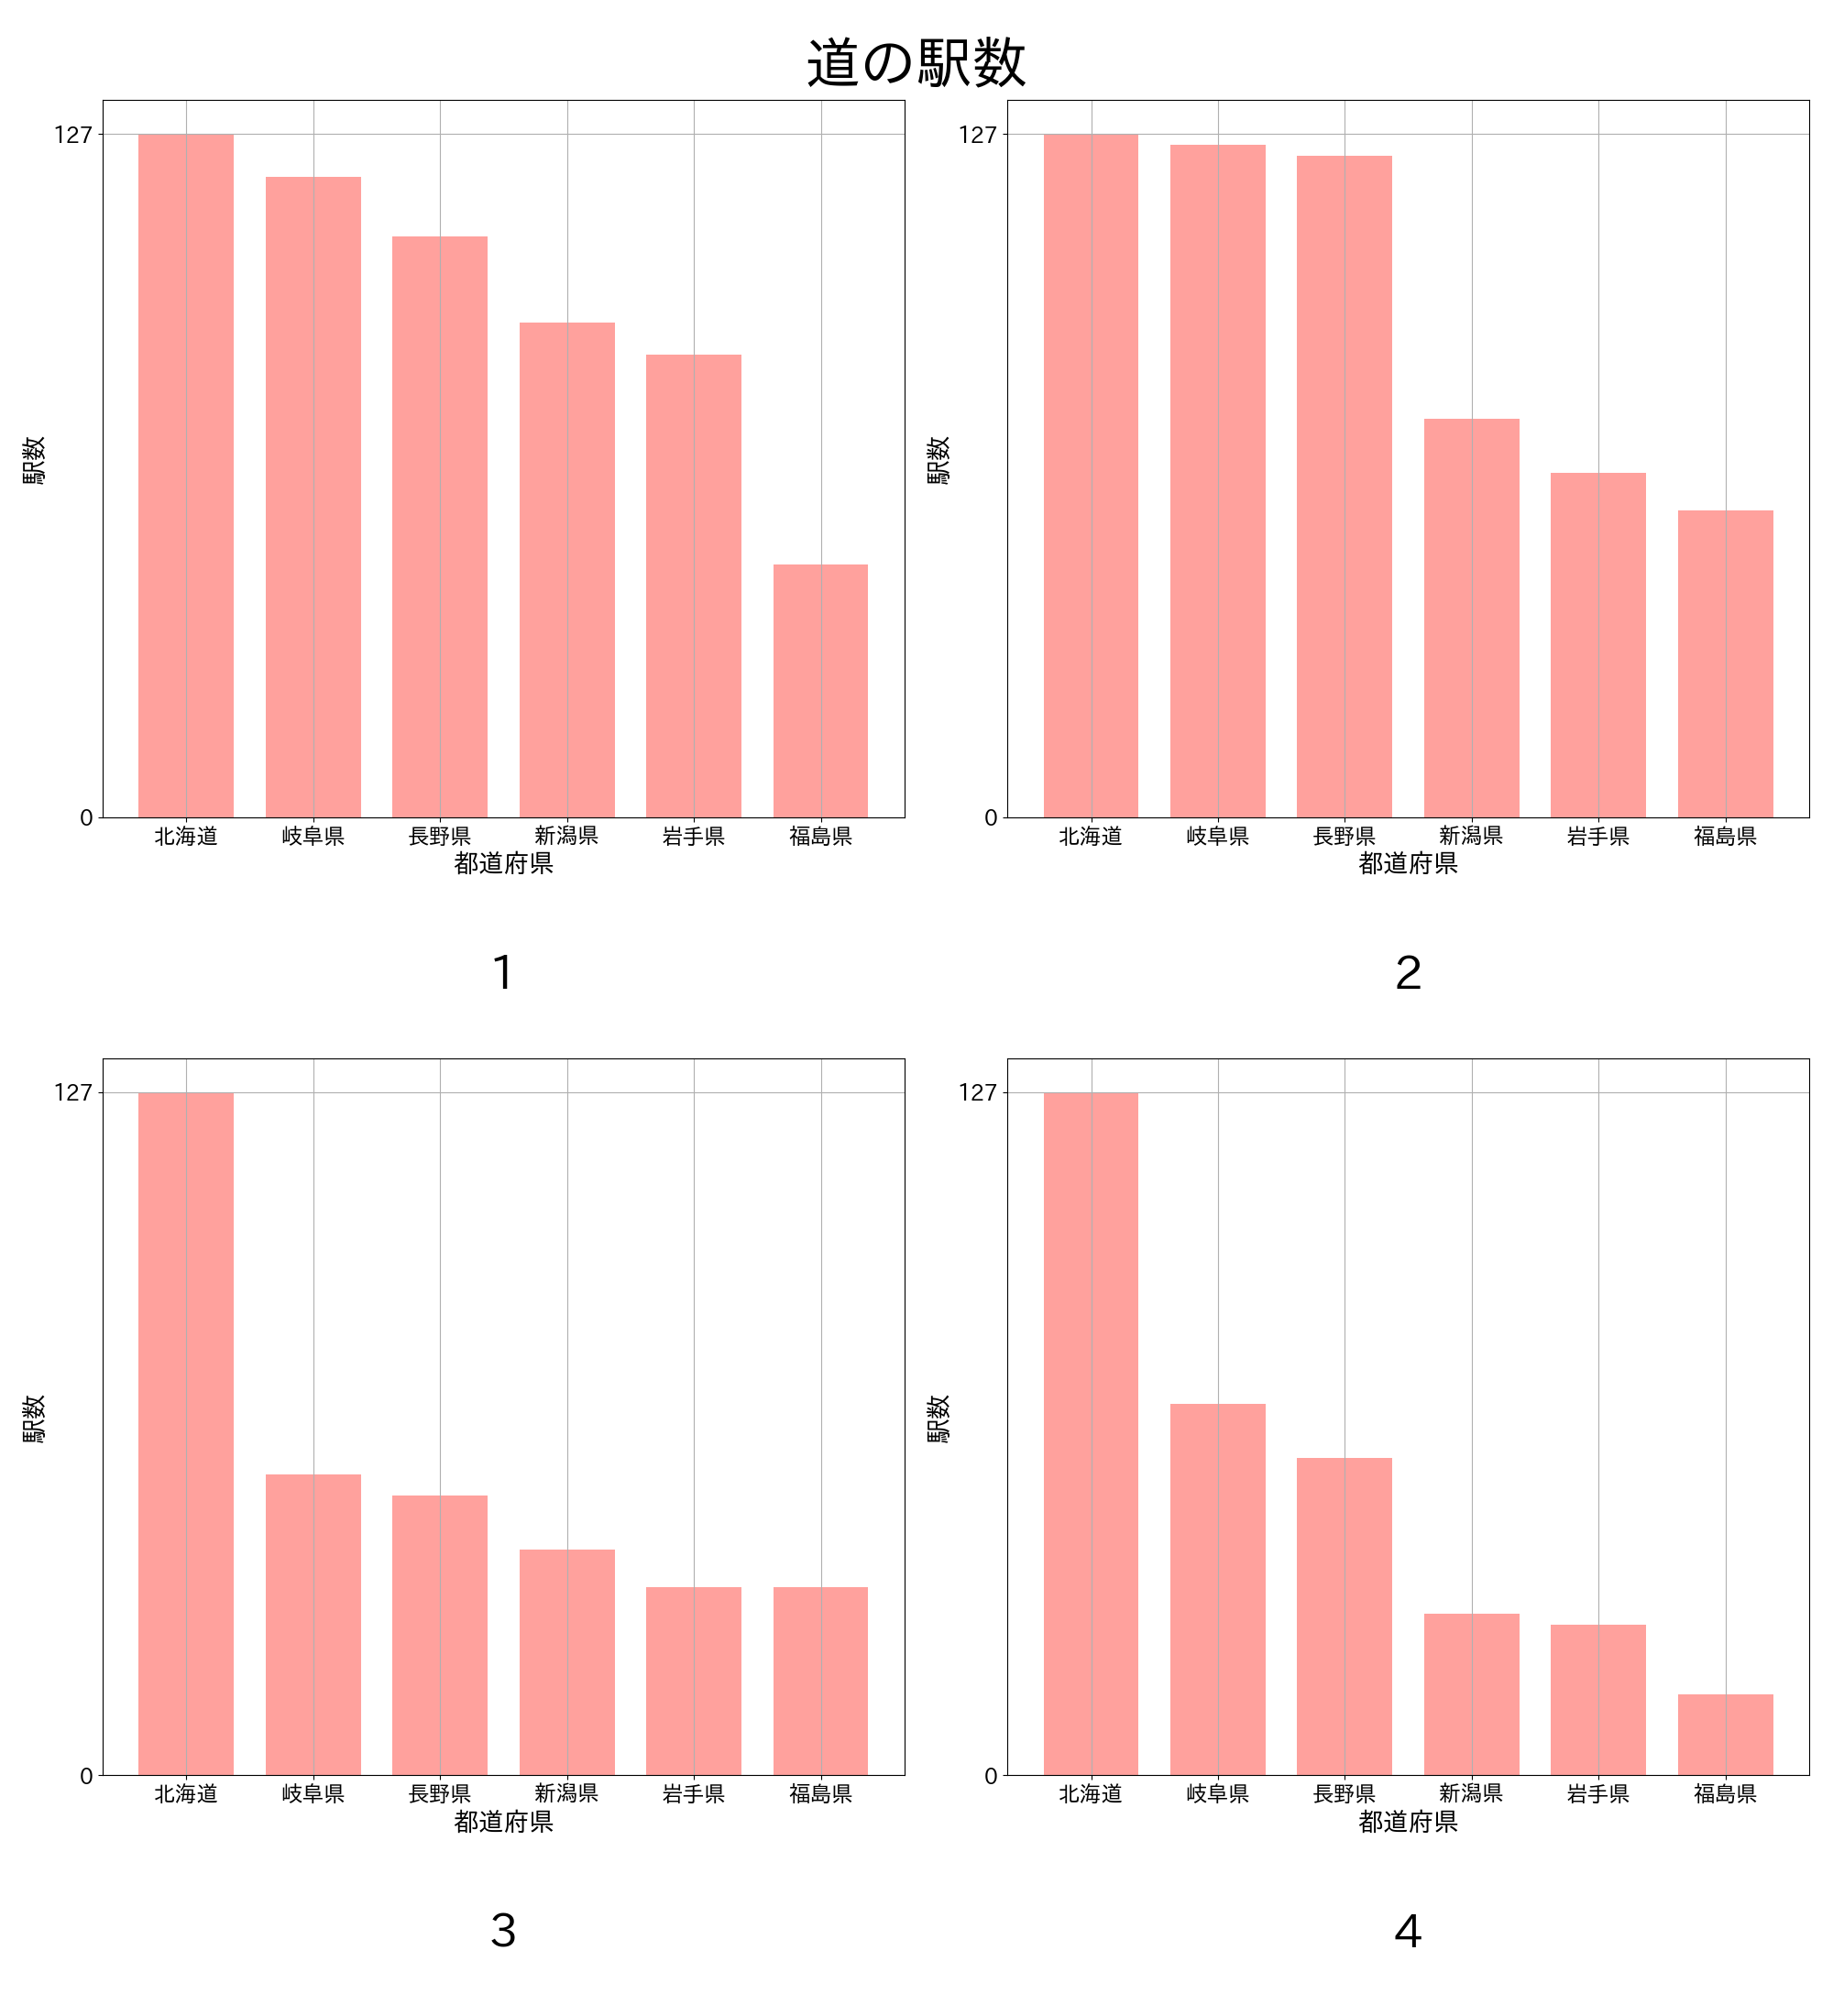 道の駅数
127
駅数
0
北海道 岐阜県 長野県 新潟県 岩手県 福島県
都道府県
1
127
駅数
0
北海道 岐阜県 長野県 新潟県 岩手県 福島県
都道府県
2
127
駅数
0
北海道 岐阜県 長野県 新潟県 岩手県 福島県
都道府県
3
127
駅数
0
北海道 岐阜県 長野県 新潟県 岩手県 福島県
都道府県
4